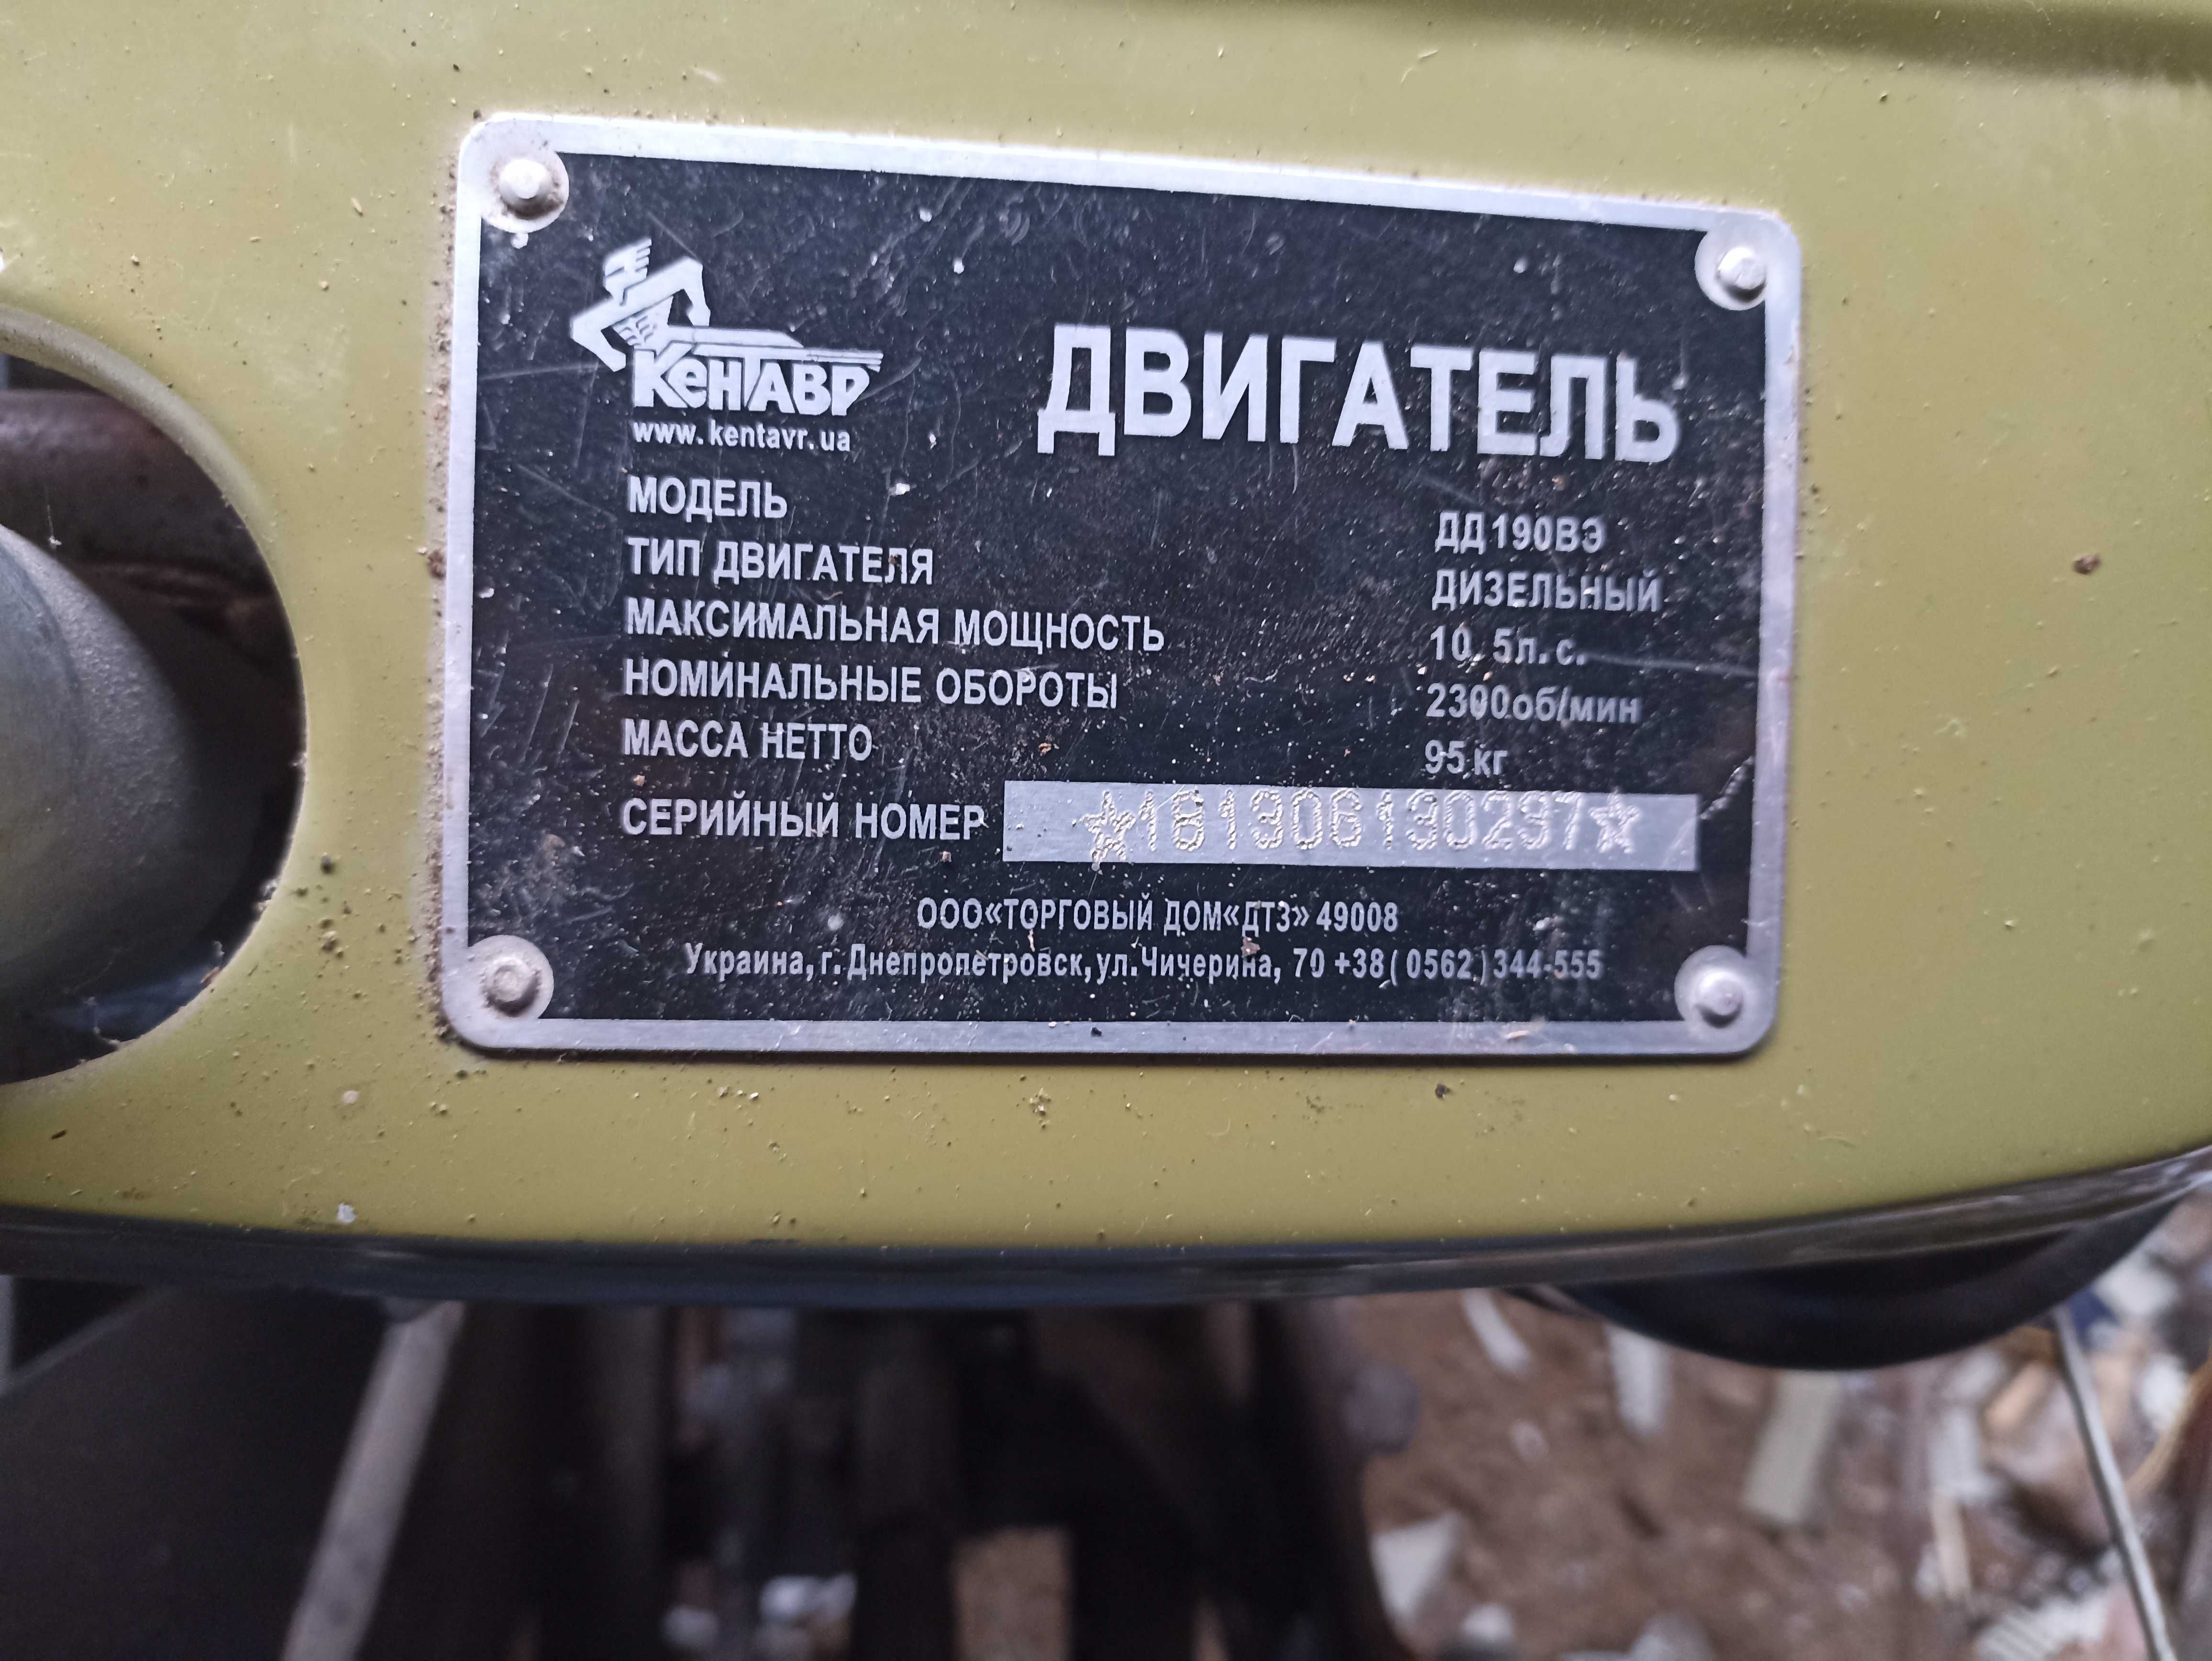 КЕНТАВР
www.kentavr.ua
ДВИГАТЕЛЬ
МОДЕЛЬ ДД190ВЭ
ТИП ДВИГАТЕЛЯ ДИЗЕЛЬНЫЙ
МАКСИМАЛЬНАЯ МОЩНОСТЬ 10.5л.с.
НОМИНАЛЬНЫЕ ОБОРОТЫ 2300об/мин
МАССА НЕТТО 95кг
СЕРИЙНЫЙ НОМЕР ☆181906130297☆
ООО«ТОРГОВЫЙ ДОМ«ДТЗ» 49008
Украина,г.Днепропетровск,ул.Чичерина, 70 +38(0562)344-555